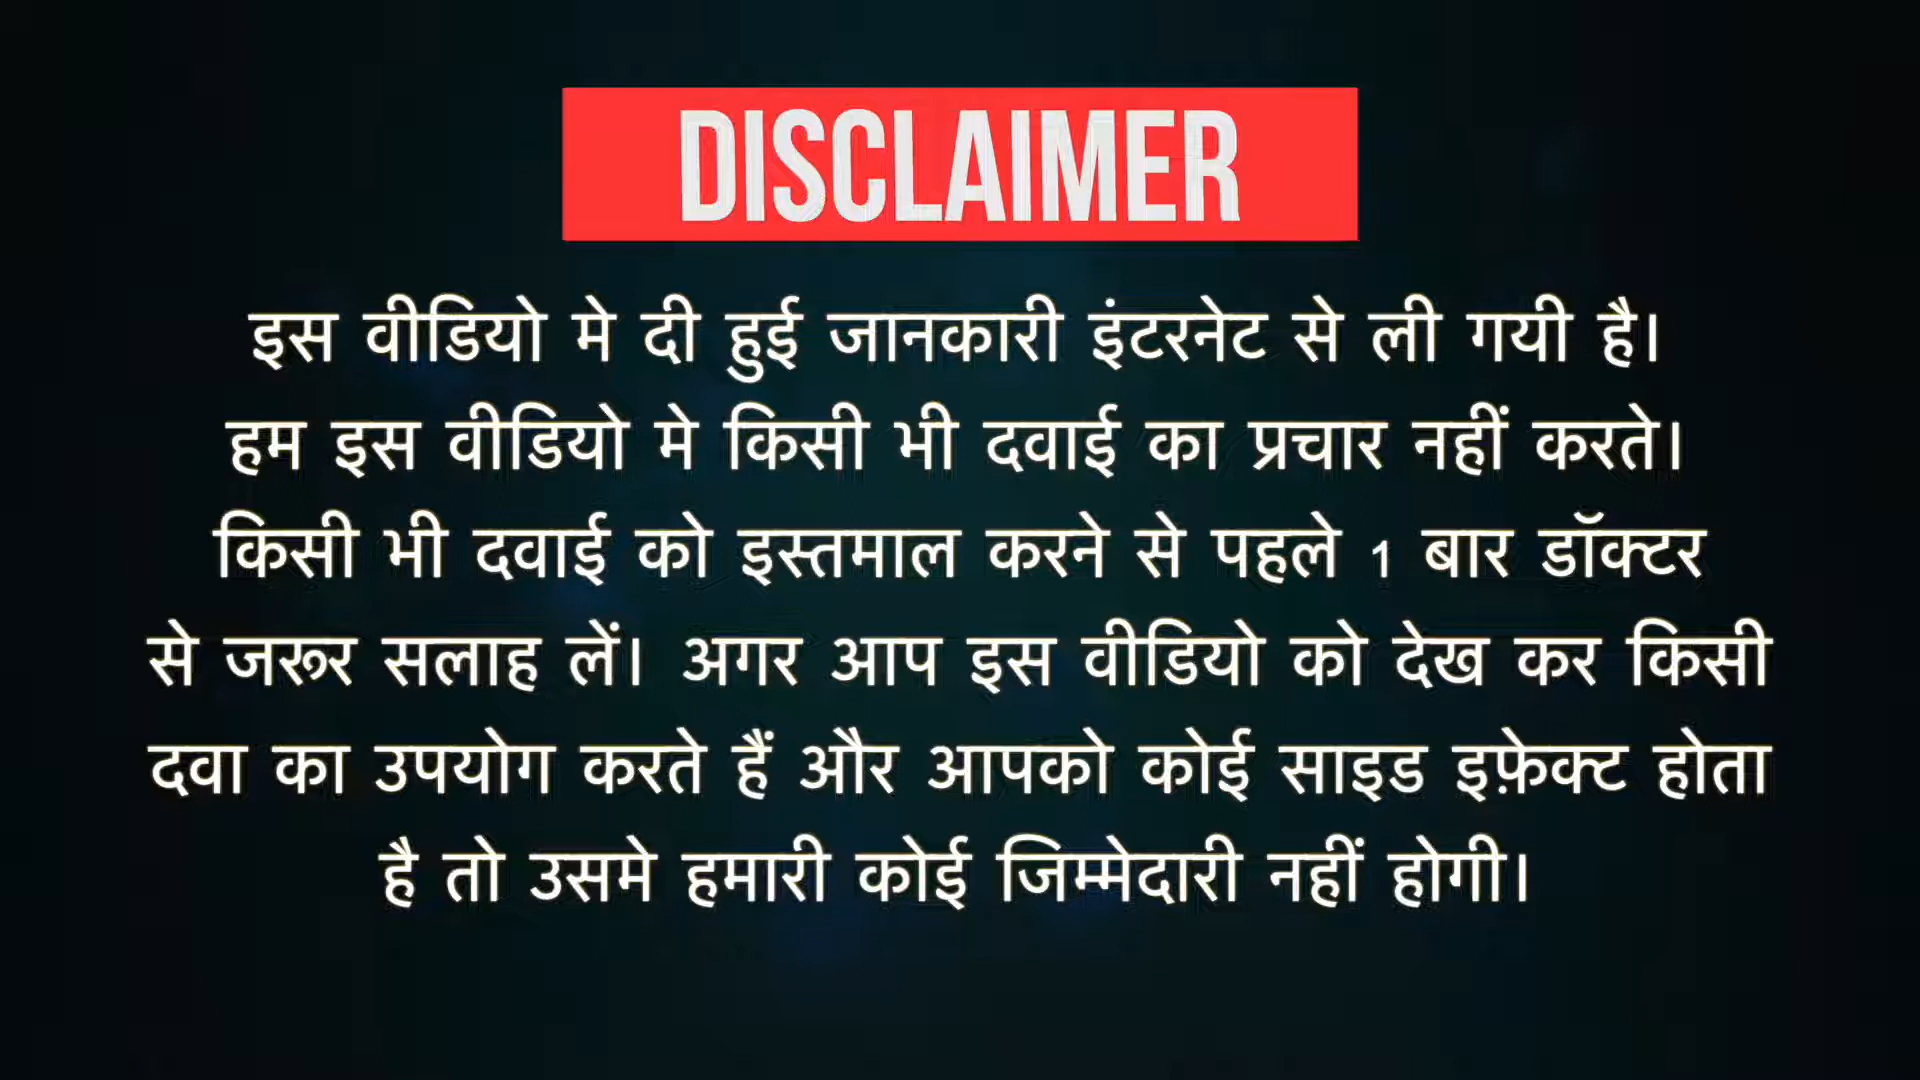 DISCLAIMER
इस वीडियो मे दी हुई जानकारी इंटरनेट से ली गयी है।
हम इस वीडियो मे किसी भी दवाई का प्रचार नहीं करते।
किसी भी दवाई को इस्तमाल करने से पहले 1 बार डॉक्टर
से जरूर सलाह लें। अगर आप इस वीडियो को देख कर किसी
दवा का उपयोग करते हैं और आपको कोई साइड इफ़ेक्ट होता
है तो उसमे हमारी कोई जिम्मेदारी नहीं होगी।